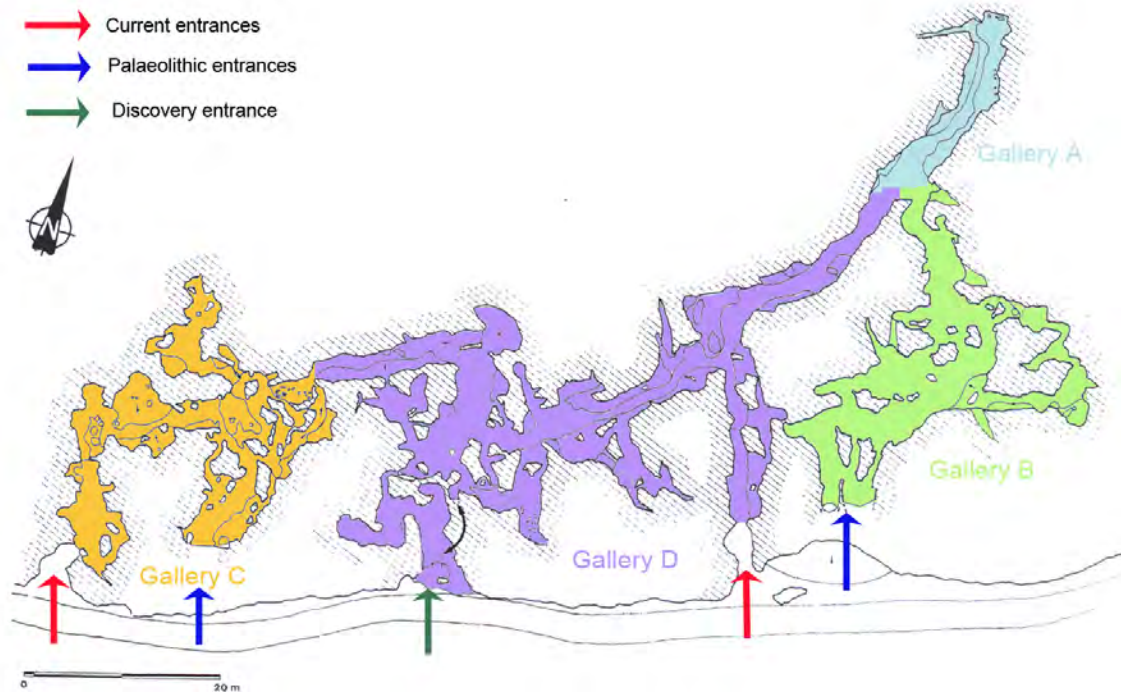 Current entrances
Palaeolithic entrances
Discovery entrance
N
Gallery A
Gallery B
Gallery D
Gallery C
0 20 m